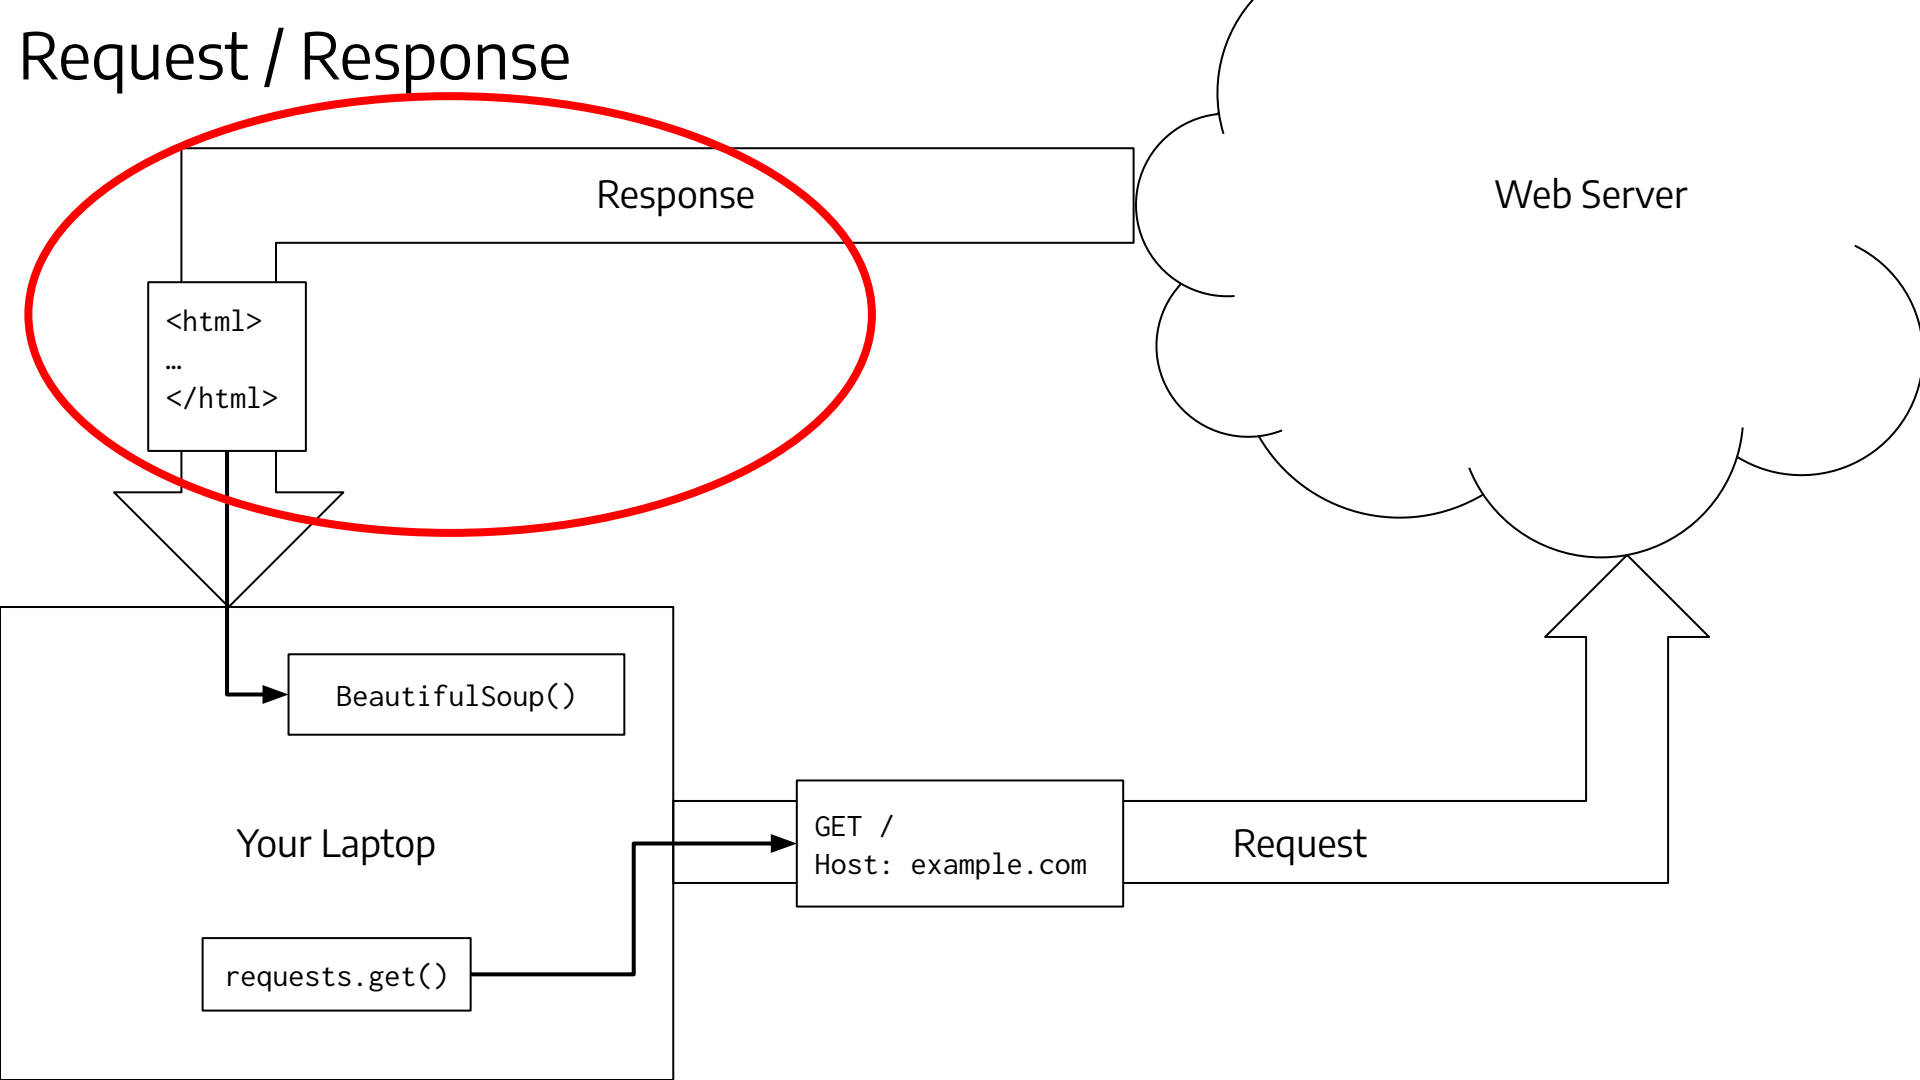 Request / Response
Response
Web Server
<html>
…
</html>
BeautifulSoup()
Your Laptop
GET /
Host: example.com
Request
requests.get()